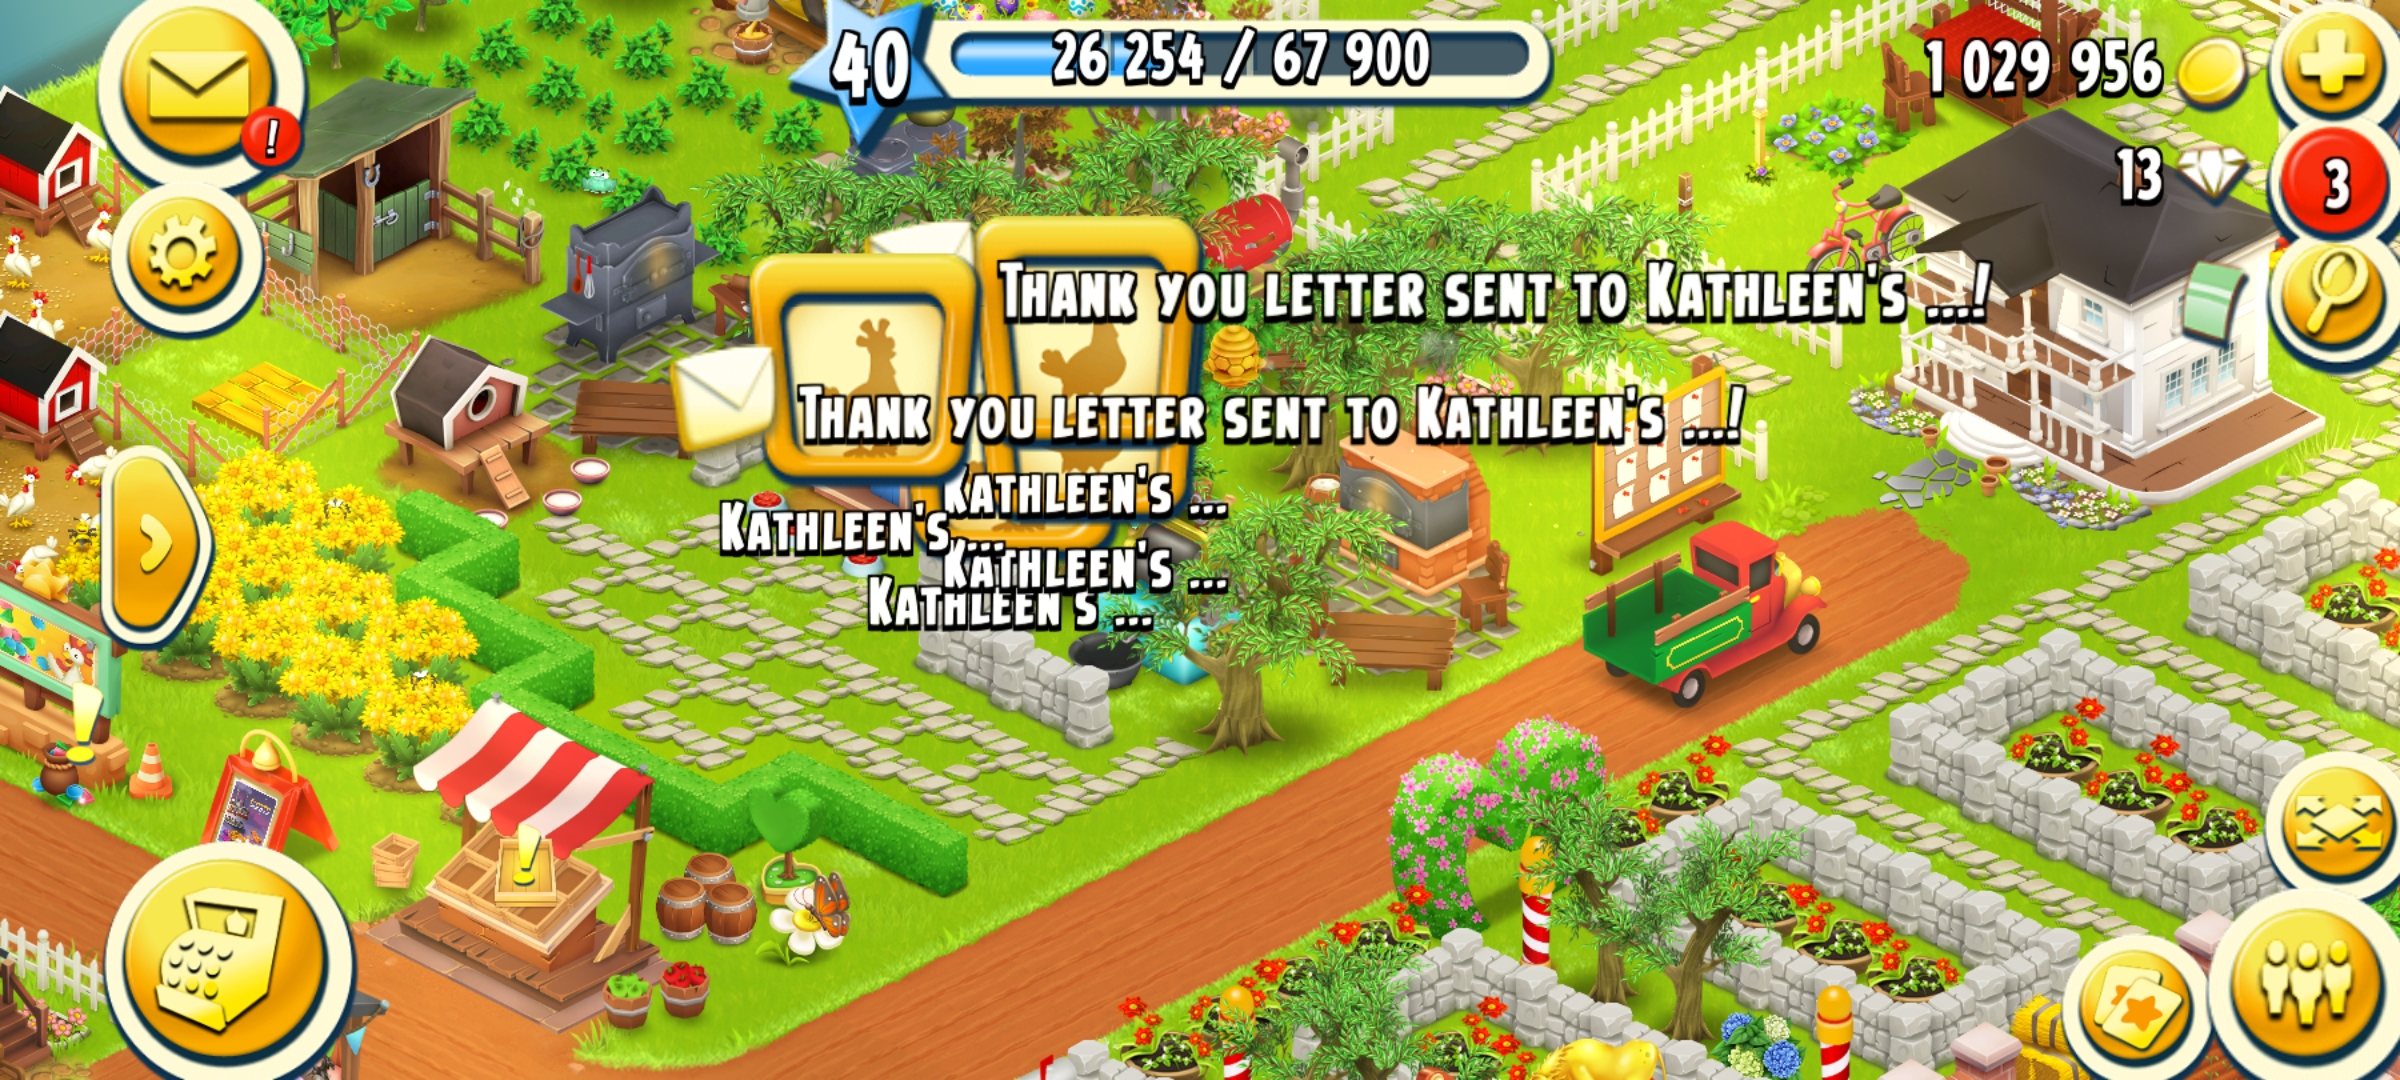 40
26 254 / 67 900
1 029 956
!
13
3
Thank you letter sent to Kathleen's ...!
Thank you letter sent to Kathleen's ...!
Kathleen's ...
Kathleen's ...
Kathleen's ...
Kathleen's ...